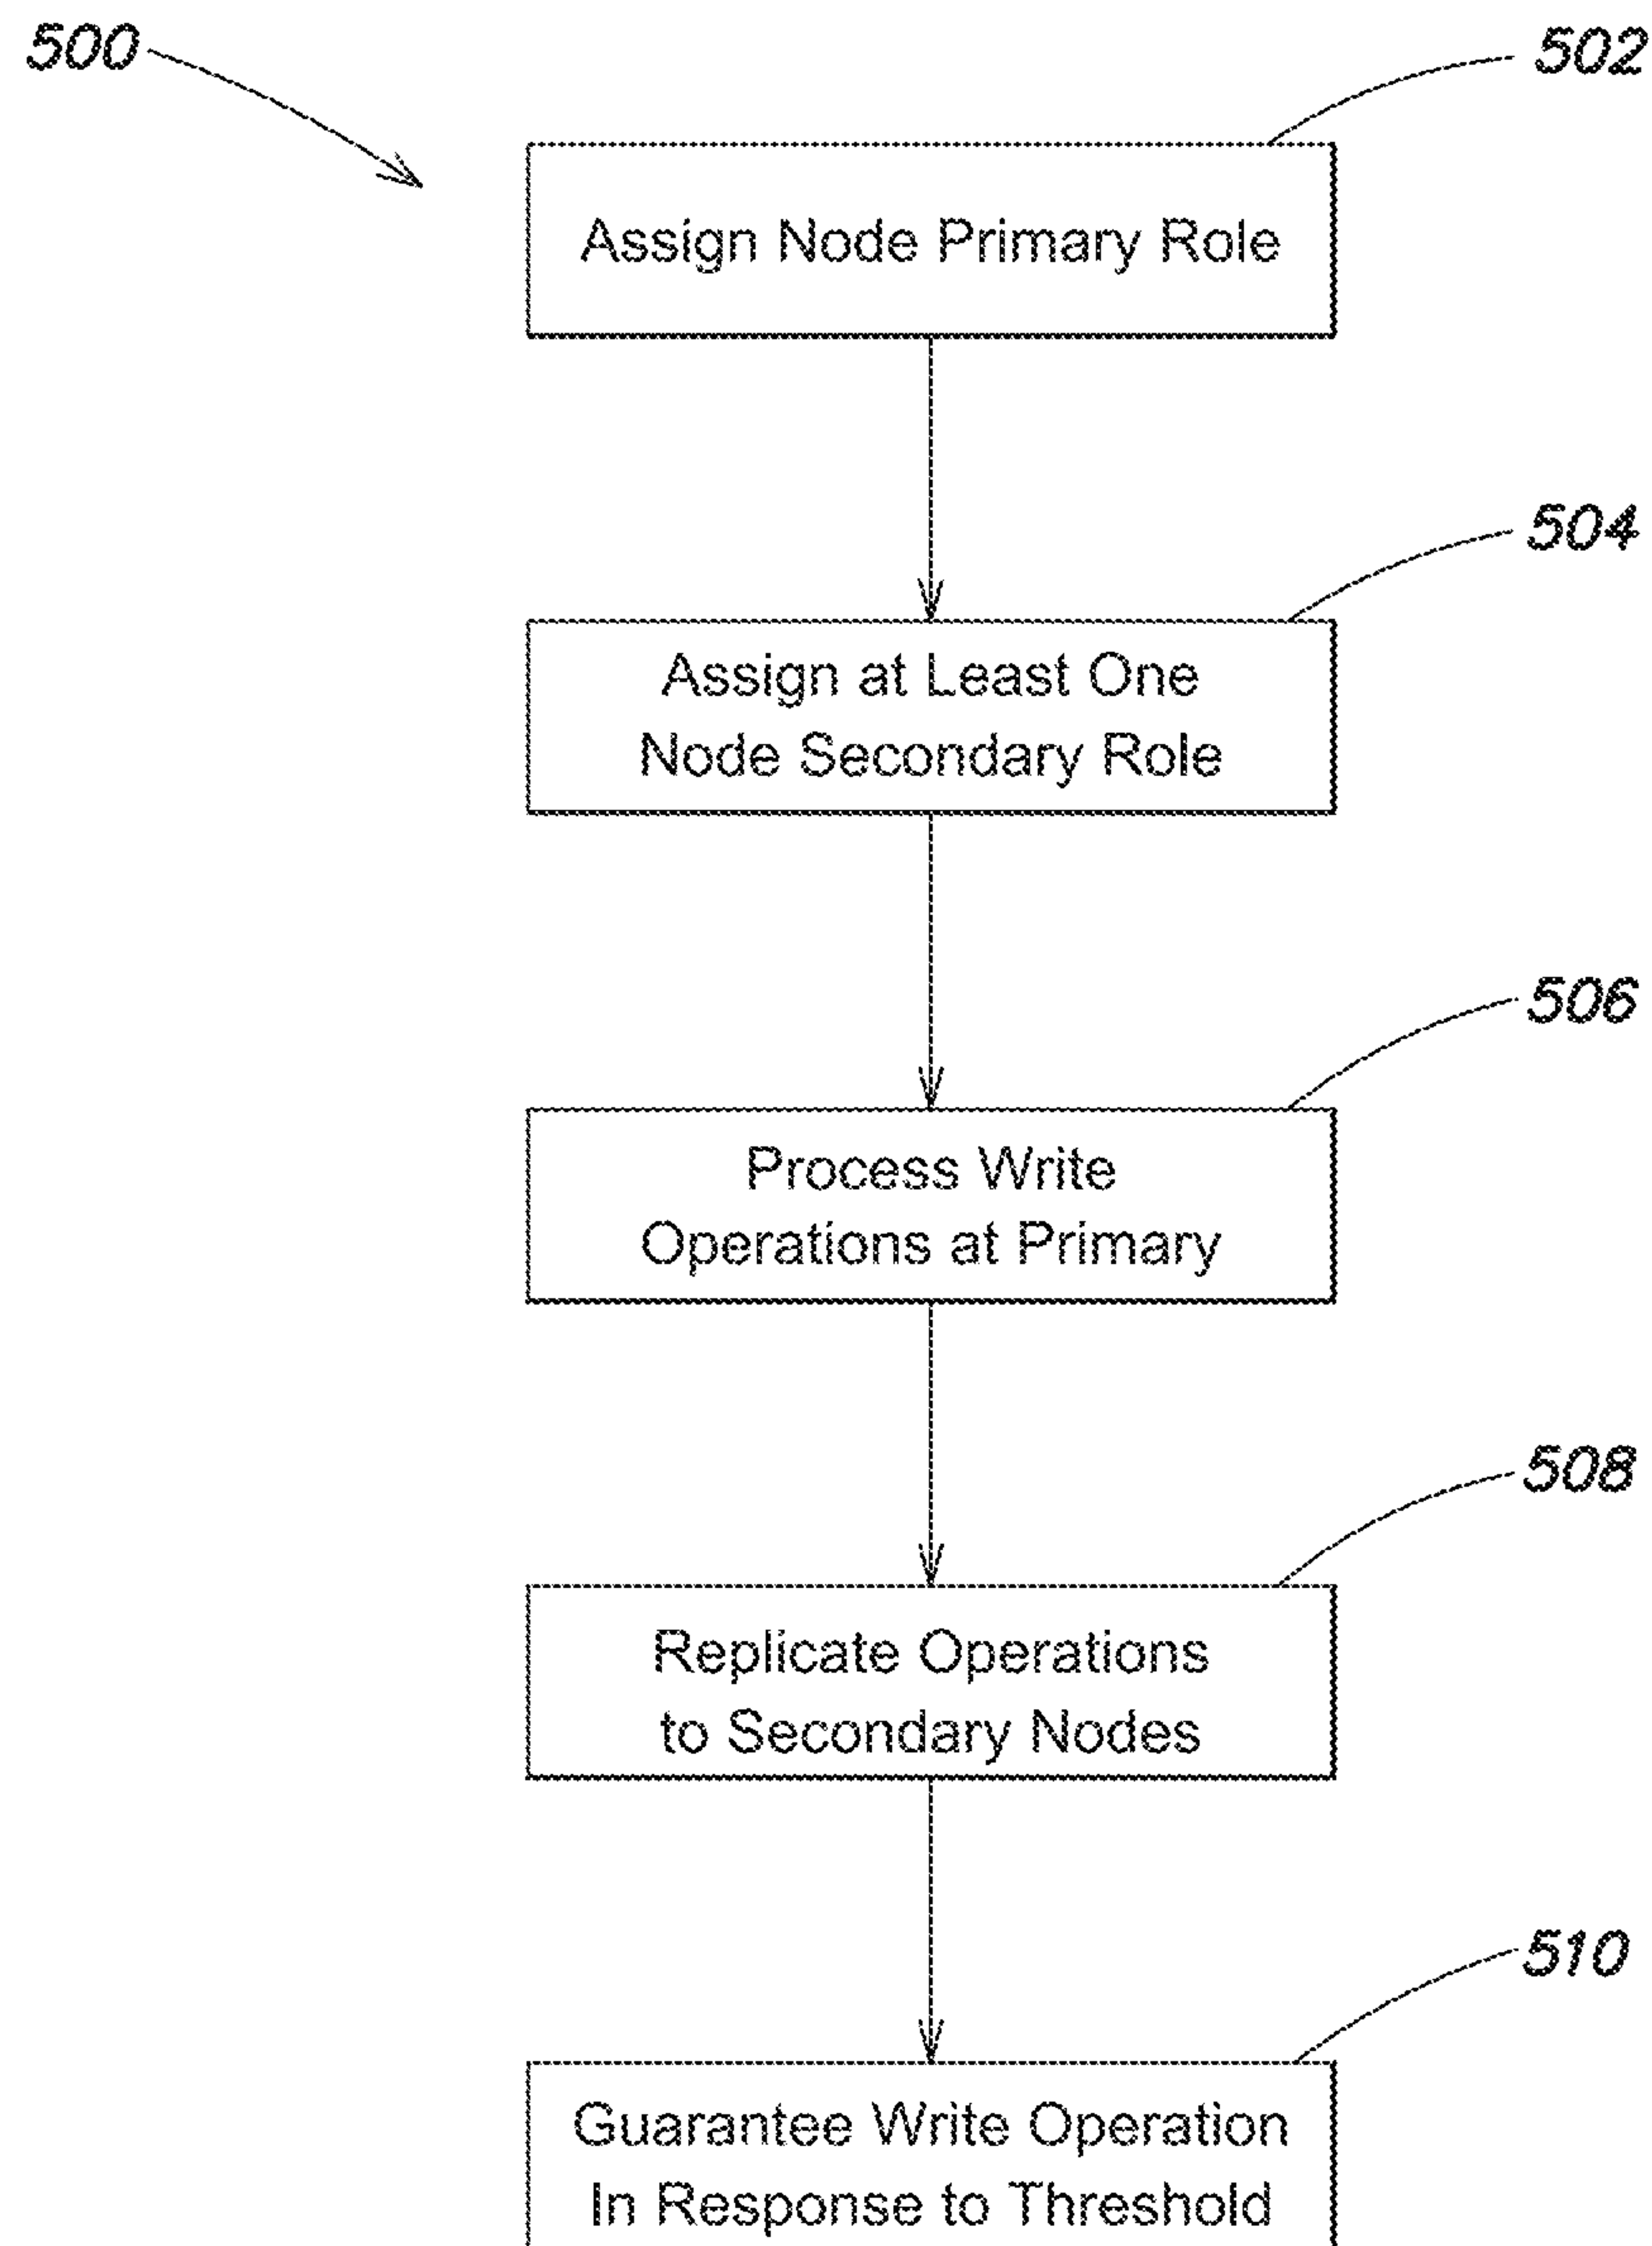 500
502
Assign Node Primary Role
504
Assign at Least One
Node Secondary Role
506
Process Write
Operations at Primary
508
Replicate Operations
to Secondary Nodes
510
Guarantee Write Operation
In Response to Threshold